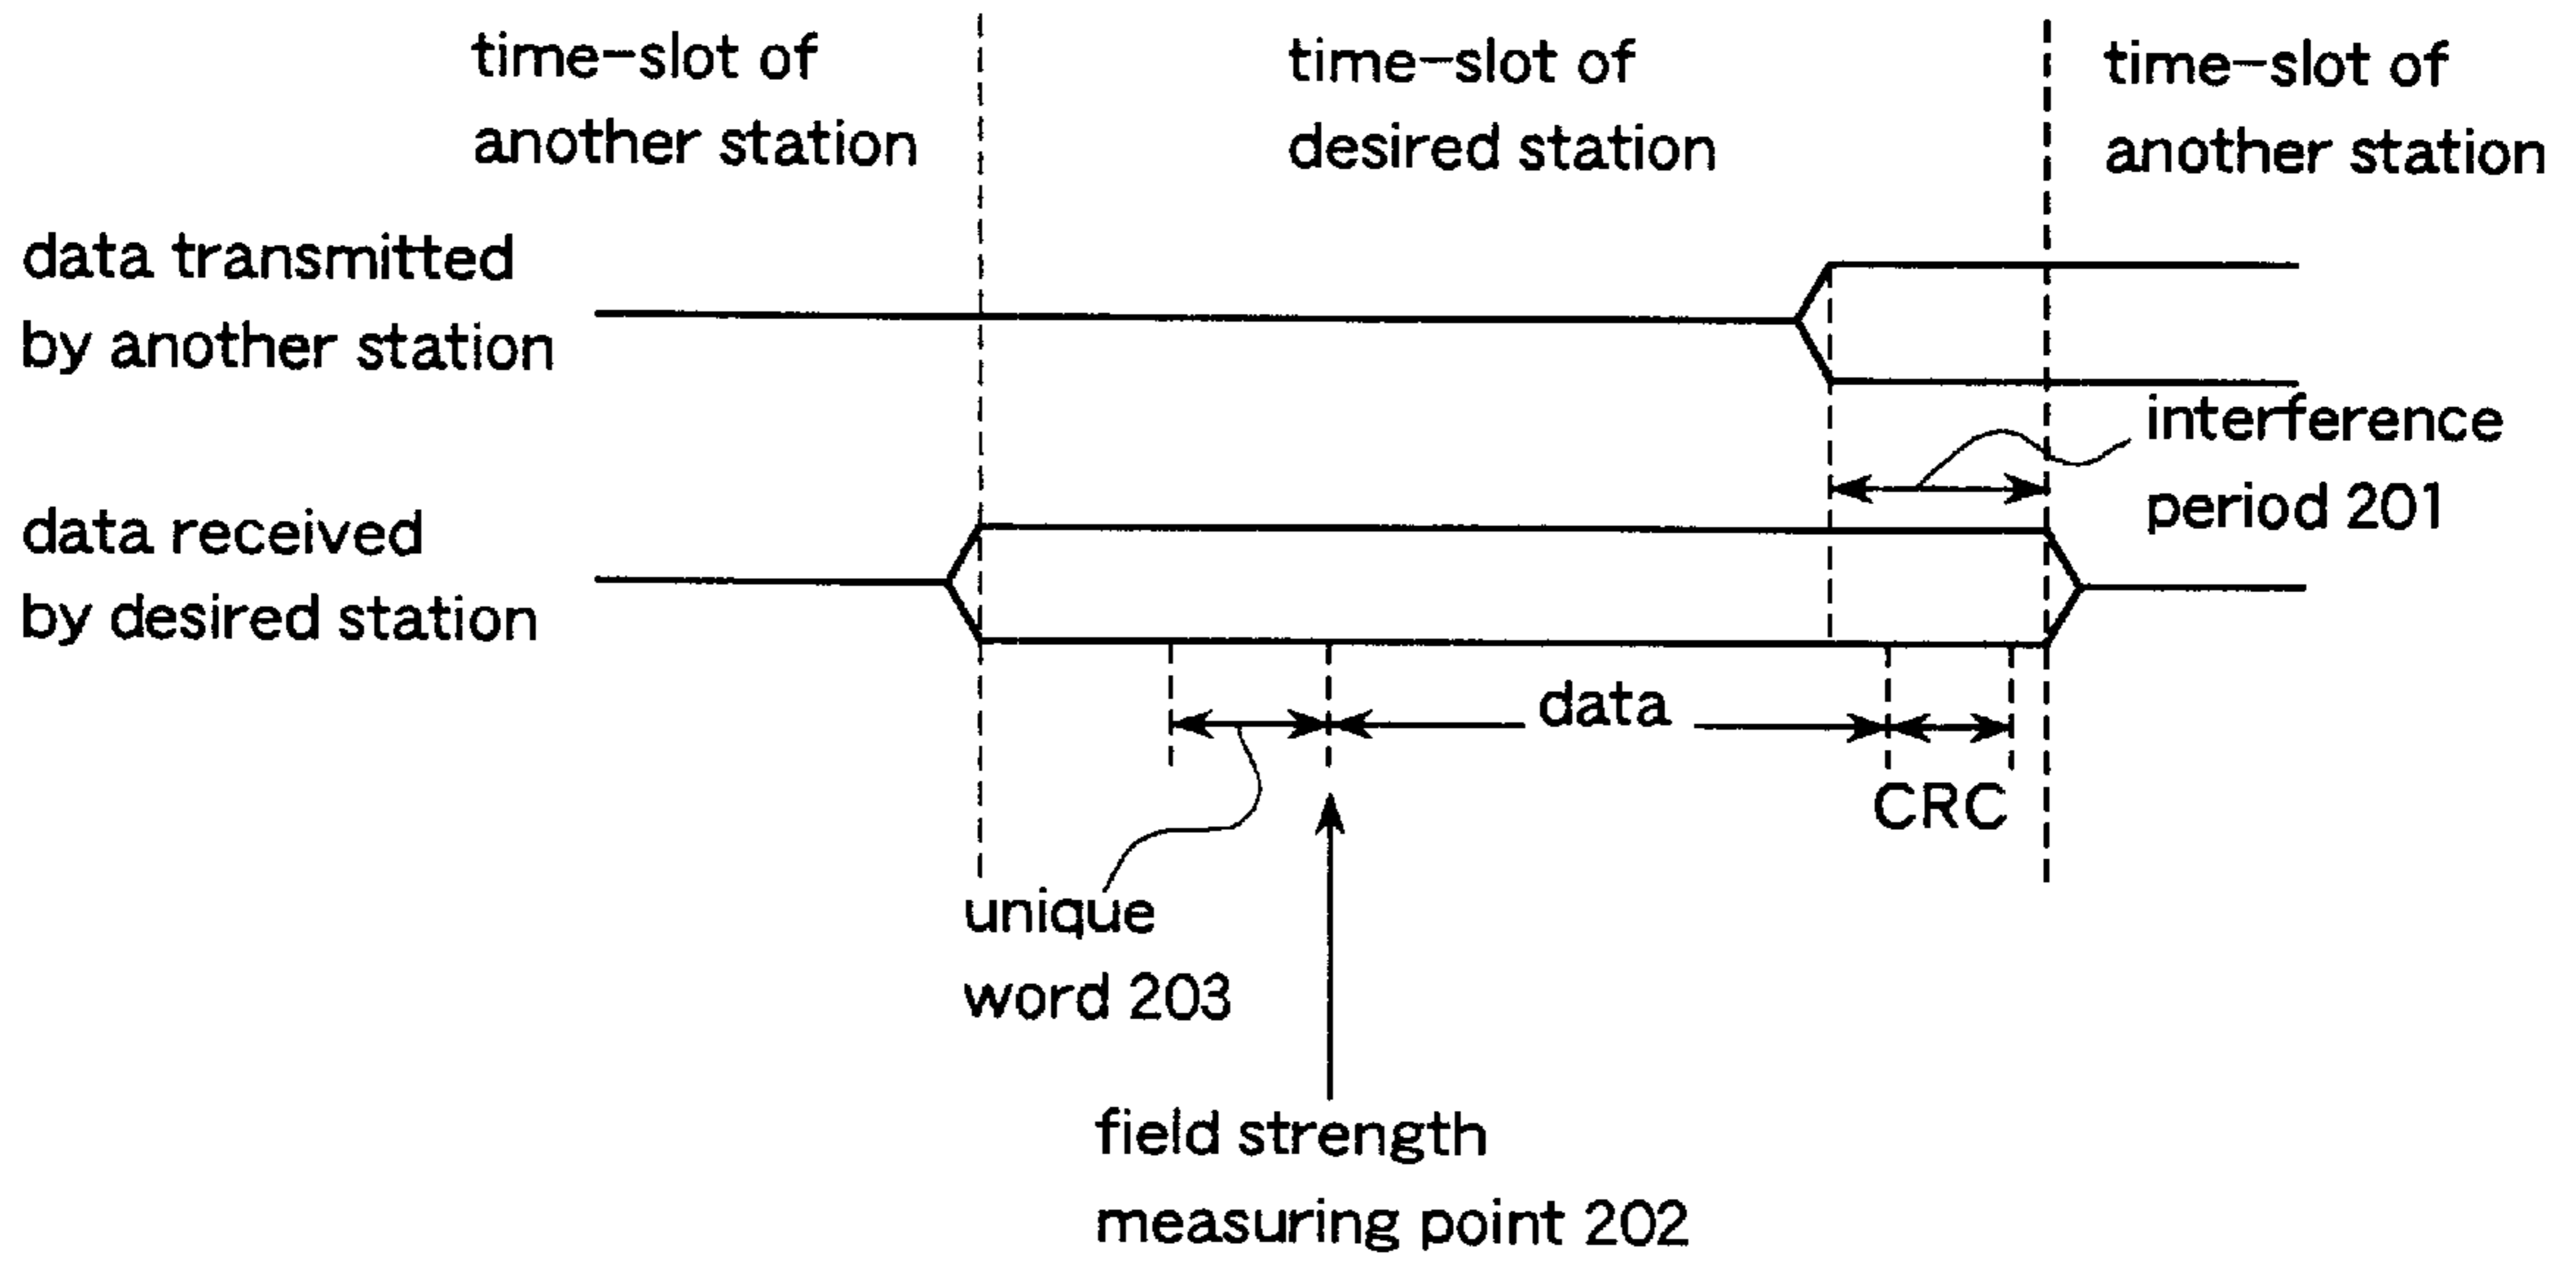 time-slot of
another station
time-slot of
desired station
time-slot of
another station
data transmitted
by another station
interference
period 201
data received
by desired station
data
CRC
unique
word 203
field strength
measuring point 202